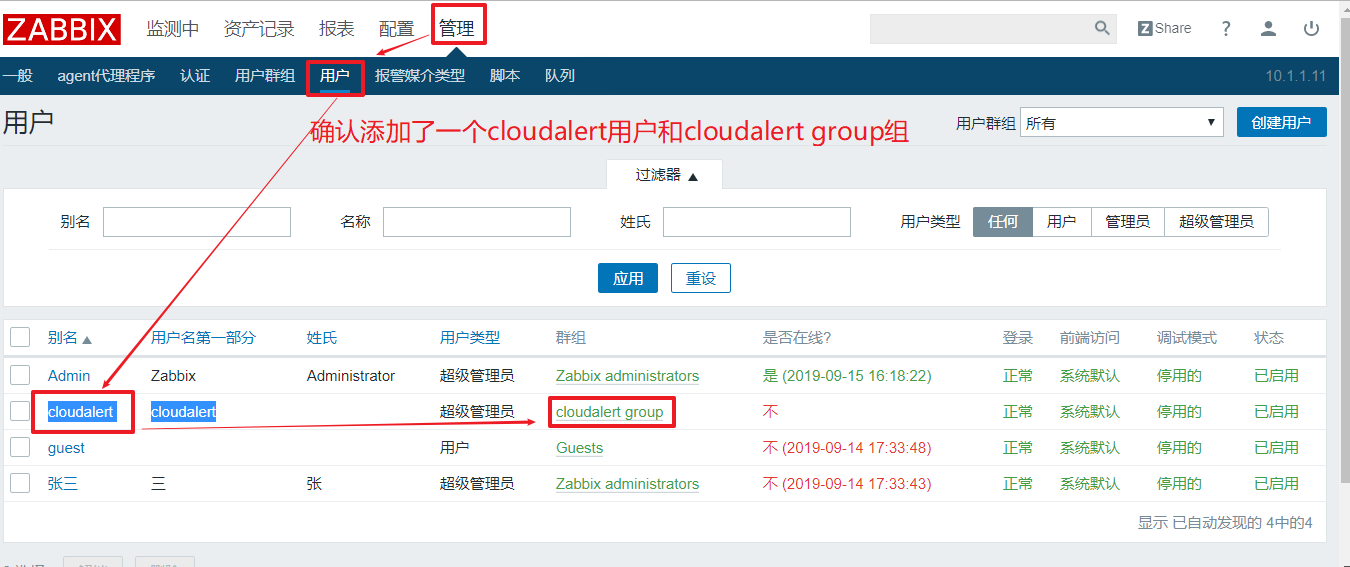 ZABBIX 监测中 资产记录 报表 配置 管理 Z Share ?
一般 agent代理程序 认证 用户群组 用户 报警媒介类型 脚本 队列 10.1.1.11
用户 用户群组 所有 创建用户
确认添加了一个cloudalert用户和cloudalert group组
过滤器
别名 名称 姓氏 用户类型 任何 用户 管理员 超级管理员
应用 重设
别名 用户名第一部分 姓氏 用户类型 群组 是否在线? 登录 前端访问 调试模式 状态
Admin Zabbix Administrator 超级管理员 Zabbix administrators 是 (2019-09-15 16:18:22) 正常 系统默认 停用的 已启用
cloudalert cloudalert 超级管理员 cloudalert group 不 正常 系统默认 停用的 已启用
guest 用户 Guests 不 (2019-09-14 17:33:48) 正常 系统默认 停用的 已启用
张三 三 张 超级管理员 Zabbix administrators 不 (2019-09-14 17:33:43) 正常 系统默认 停用的 已启用
显示 已自动发现的 4中的4